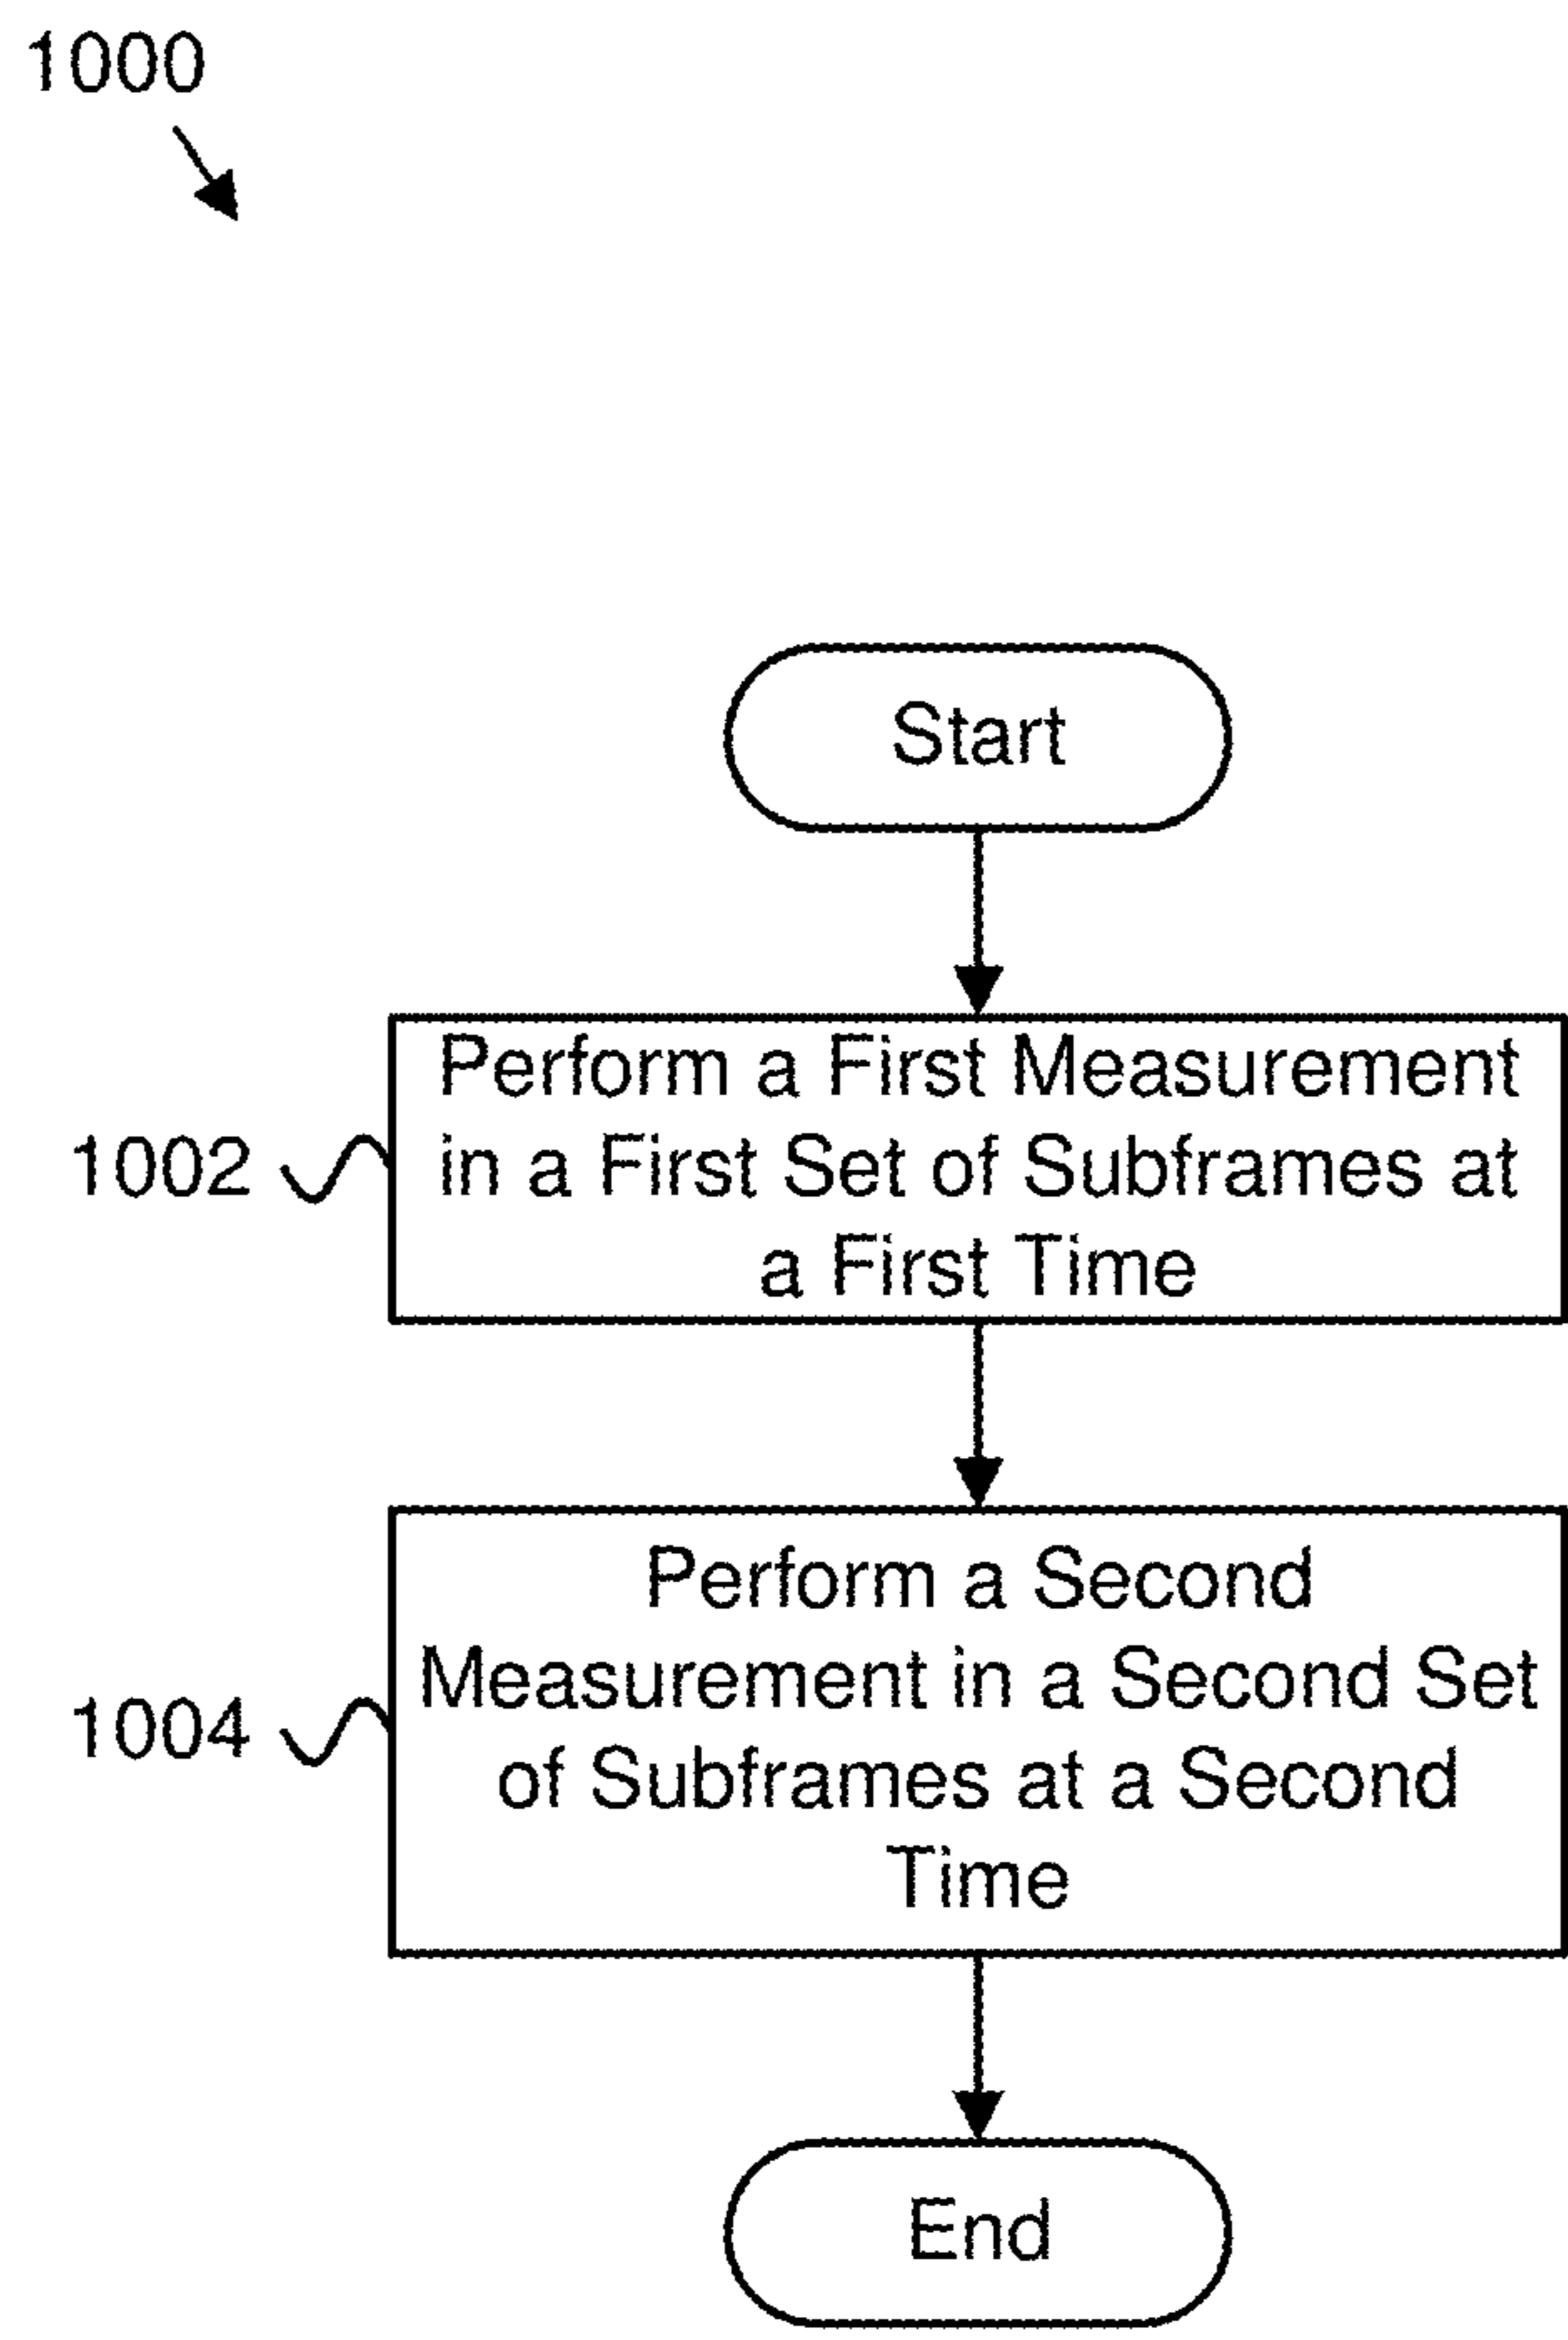 1000
Start
1002
Perform a First Measurement
in a First Set of Subframes at
a First Time
1004
Perform a Second
Measurement in a Second Set
of Subframes at a Second
Time
End